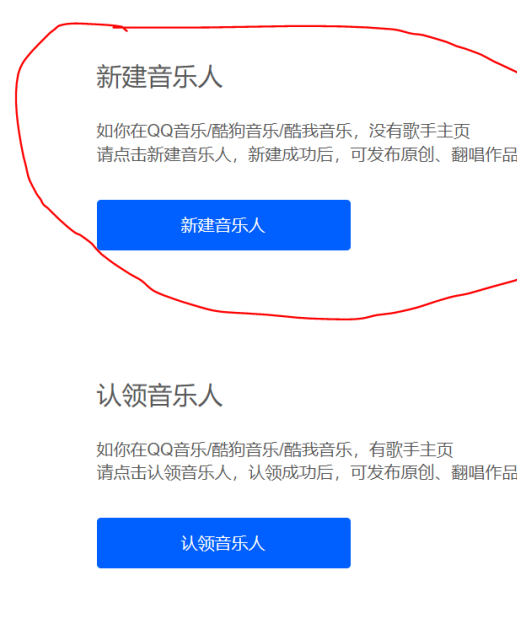 新建音乐人
如你在QQ音乐/酷狗音乐/酷我音乐，没有歌手主页
请点击新建音乐人，新建成功后，可发布原创、翻唱作品
新建音乐人
认领音乐人
如你在QQ音乐/酷狗音乐/酷我音乐，有歌手主页
请点击认领音乐人，认领成功后，可发布原创、翻唱作品
认领音乐人